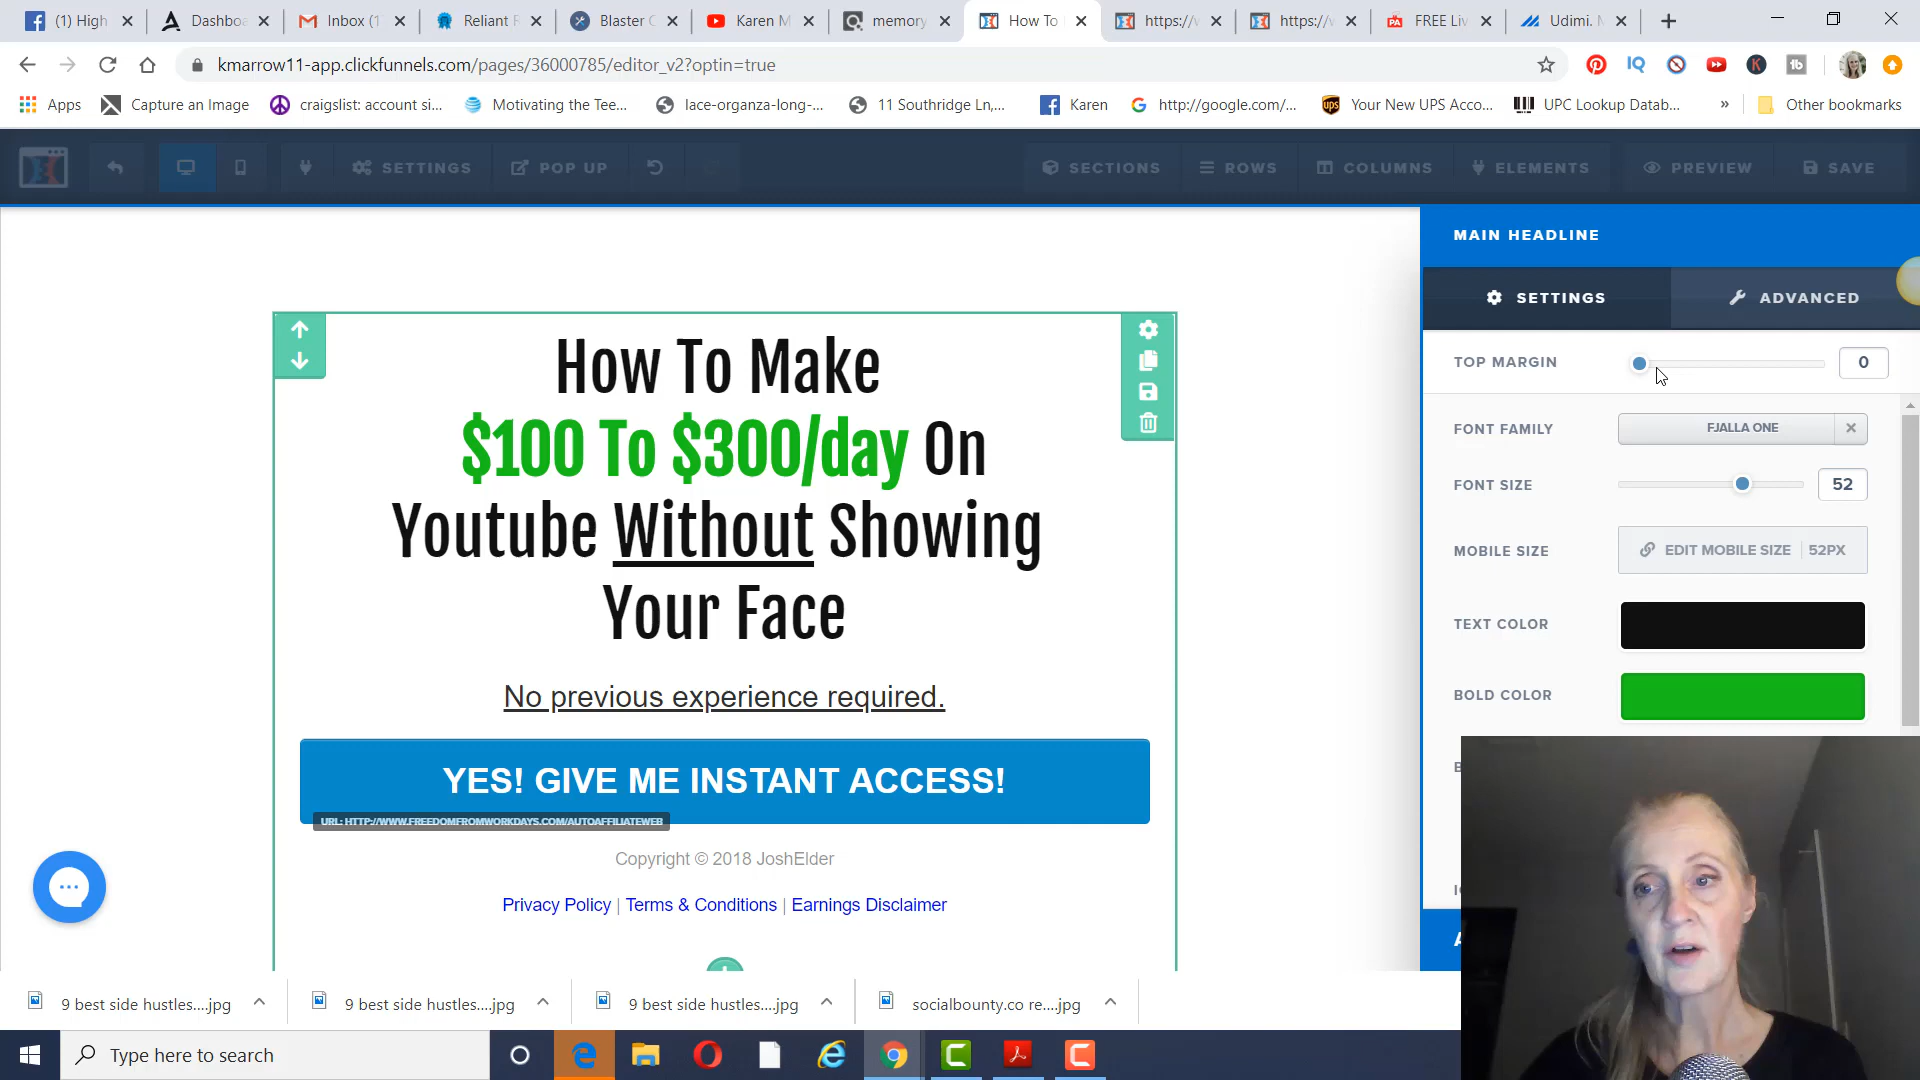 (1) High
Dashbo
Inbox (1
Reliant R
Blaster C
Karen M
memory
How To
https://w
https://w
FREE Liv
Udimi. M
kmarrow11-app.clickfunnels.com/pages/36000785/editor_v2?optin=true
Apps
Capture an Image
craigslist: account si...
Motivating the Tee...
lace-organza-long-...
11 Southridge Ln,...
Karen
http://google.com/...
Your New UPS Acco...
UPC Lookup Datab...
»
Other bookmarks
SETTINGS
POP UP
SECTIONS
ROWS
COLUMNS
ELEMENTS
PREVIEW
SAVE
MAIN HEADLINE
SETTINGS
ADVANCED
TOP MARGIN
0
FONT FAMILY
FJALLA ONE
FONT SIZE
52
MOBILE SIZE
EDIT MOBILE SIZE
52PX
TEXT COLOR
BOLD COLOR
How To Make
$100 To $300/day On
Youtube Without Showing
Your Face
No previous experience required.
YES! GIVE ME INSTANT ACCESS!
URL: HTTP://WWW.FREEDOMFROMWORKDAYS.COM/AUTOAFFILIATEWEB
Copyright © 2018 JoshElder
Privacy Policy | Terms & Conditions | Earnings Disclaimer
9 best side hustles....jpg
9 best side hustles....jpg
9 best side hustles....jpg
socialbounty.co re....jpg
Type here to search